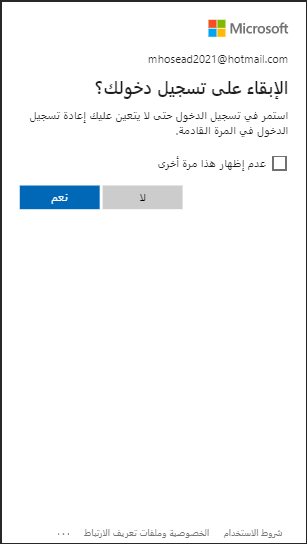 Microsoft
mhosead2021@hotmail.com
الإبقاء على تسجيل دخولك؟
استمر في تسجيل الدخول حتى لا يتعين عليك إعادة تسجيل
الدخول في المرة القادمة.
عدم إظهار هذا مرة أخرى
لا
نعم
شروط الاستخدام الخصوصية وملفات تعريف الارتباط ...